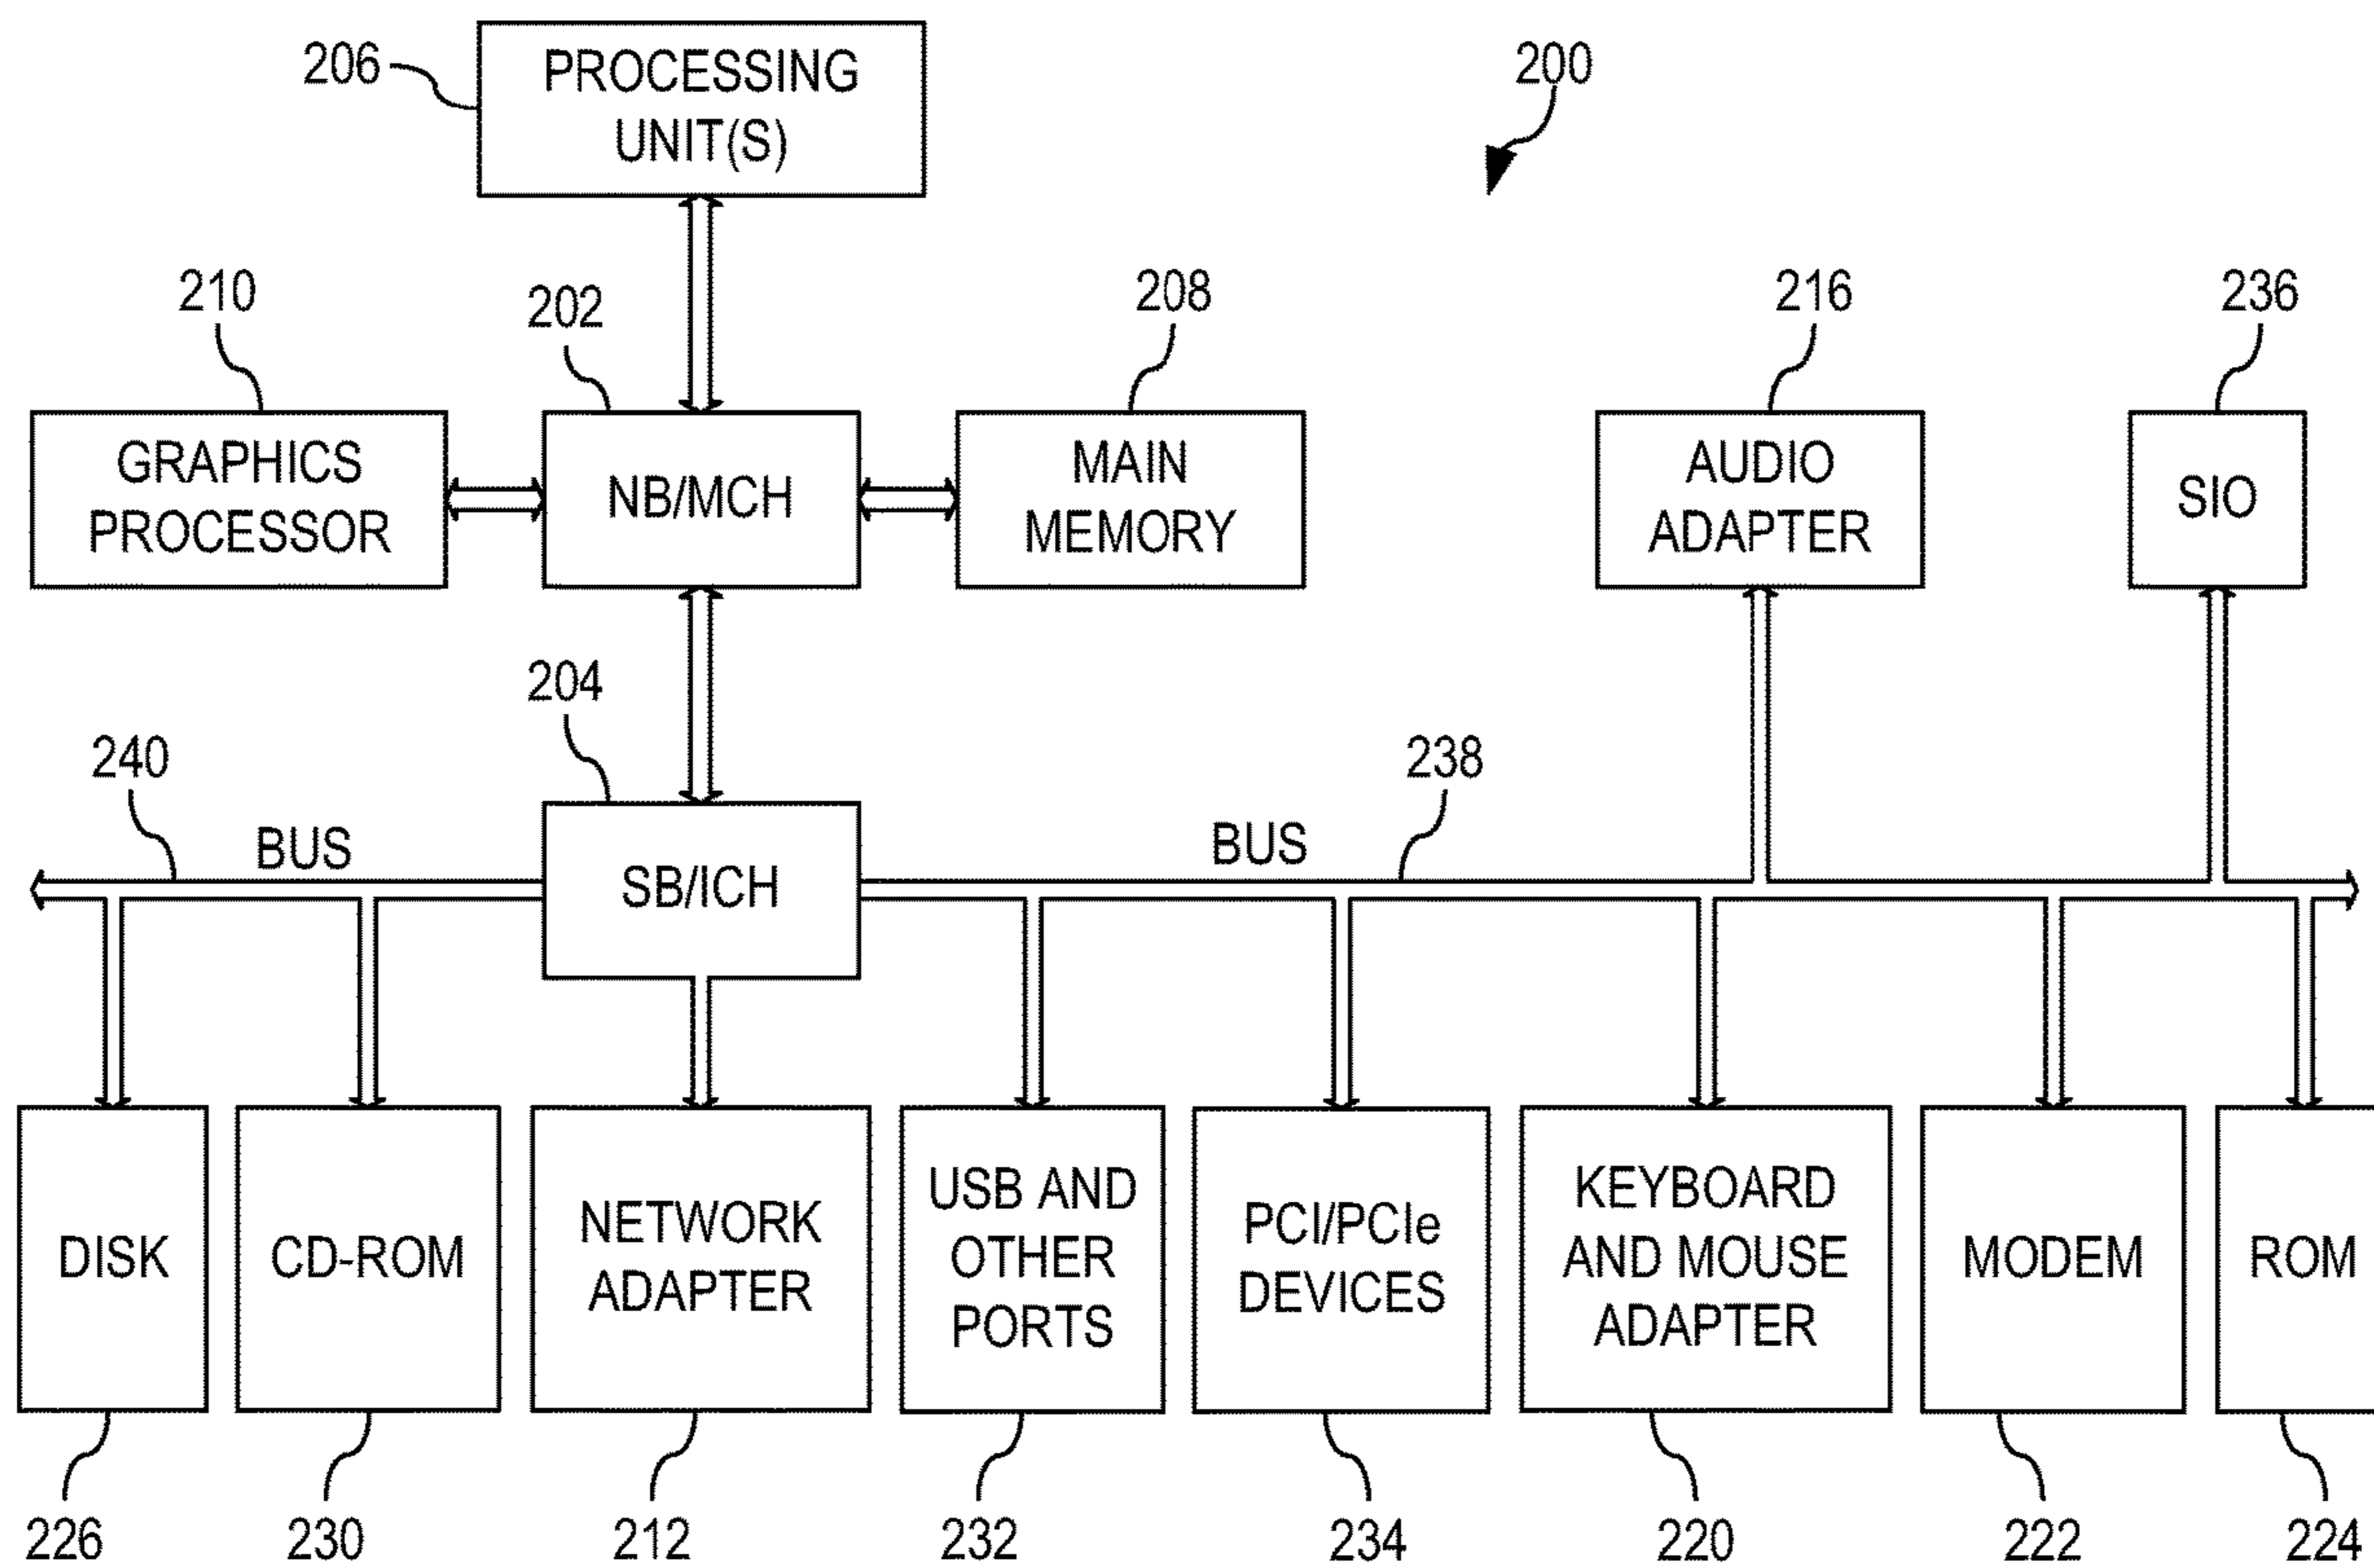 206
PROCESSING
UNIT(S)
200
210
202
208
216
236
GRAPHICS
PROCESSOR
NB/MCH
MAIN
MEMORY
AUDIO
ADAPTER
SIO
204
240
238
BUS
BUS
SB/ICH
DISK
CD-ROM
NETWORK
ADAPTER
USB AND
OTHER
PORTS
PCI/PCIe
DEVICES
KEYBOARD
AND MOUSE
ADAPTER
MODEM
ROM
226
230
212
232
234
220
222
224